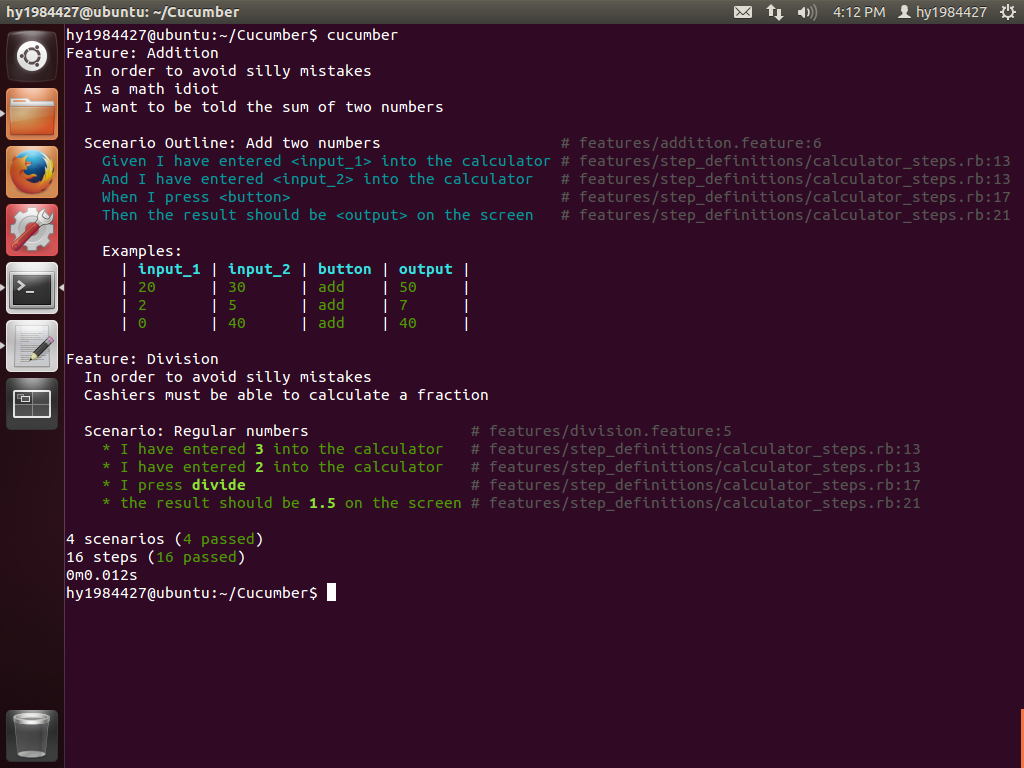 hy1984427@ubuntu: ~/Cucumber 4:12 PM hy1984427
hy1984427@ubuntu:~/Cucumber$ cucumber
Feature: Addition
  In order to avoid silly mistakes
  As a math idiot
  I want to be told the sum of two numbers
  Scenario Outline: Add two numbers                    # features/addition.feature:6
    Given I have entered <input_1> into the calculator # features/step_definitions/calculator_steps.rb:13
    And I have entered <input_2> into the calculator   # features/step_definitions/calculator_steps.rb:13
    When I press <button>                              # features/step_definitions/calculator_steps.rb:17
    Then the result should be <output> on the screen   # features/step_definitions/calculator_steps.rb:21
    Examples:
      | input_1 | input_2 | button | output |
      | 20      | 30      | add    | 50     |
      | 2       | 5       | add    | 7      |
      | 0       | 40      | add    | 40     |
Feature: Division
  In order to avoid silly mistakes
  Cashiers must be able to calculate a fraction
  Scenario: Regular numbers                  # features/division.feature:5
    * I have entered 3 into the calculator   # features/step_definitions/calculator_steps.rb:13
    * I have entered 2 into the calculator   # features/step_definitions/calculator_steps.rb:13
    * I press divide                         # features/step_definitions/calculator_steps.rb:17
    * the result should be 1.5 on the screen # features/step_definitions/calculator_steps.rb:21
4 scenarios (4 passed)
16 steps (16 passed)
0m0.012s
hy1984427@ubuntu:~/Cucumber$